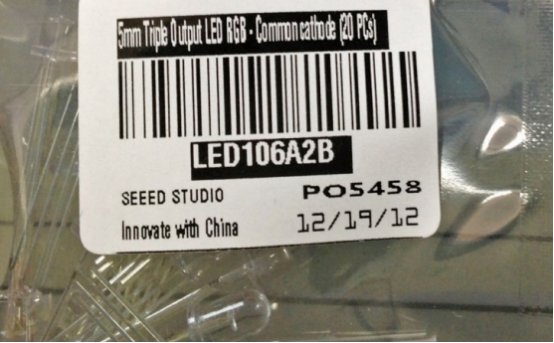 5mm Triple Output LED RGB - Common cathode (20 PCs)
LED106A2B
SEEED STUDIO PO5458
Innovate with China 12/19/12